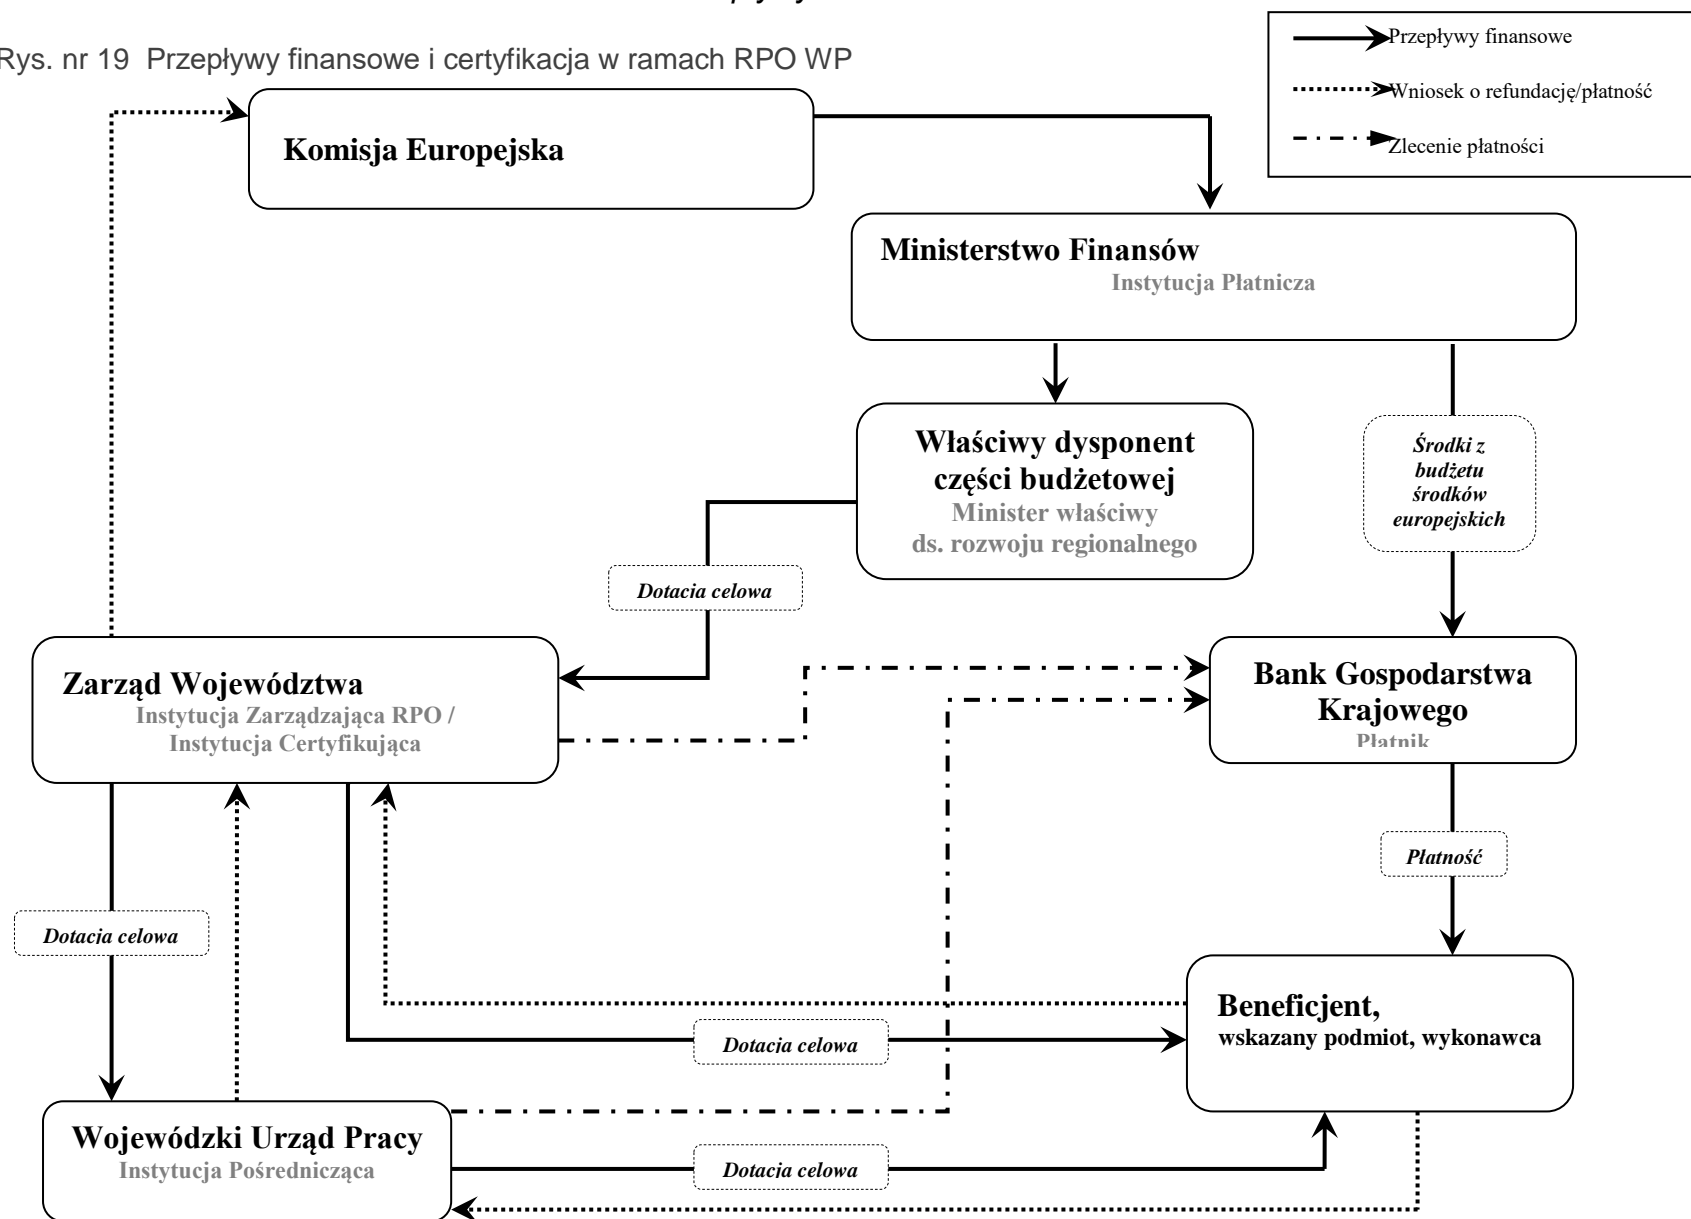 Rys. nr 19 Przepływy finansowe i certyfikacja w ramach RPO WP
Przepływy finansowe
Wniosek o refundację/płatność
Zlecenie płatności
Komisja Europejska
Ministerstwo Finansów
Instytucja Płatnicza
Właściwy dysponent
części budżetowej
Minister właściwy
ds. rozwoju regionalnego
Środki z
budżetu
środków
europejskich
Dotacja celowa
Zarząd Województwa
Instytucja Zarządzająca RPO /
Instytucja Certyfikująca
Bank Gospodarstwa
Krajowego
Płatnik
Płatność
Dotacja celowa
Beneficjent,
wskazany podmiot, wykonawca
Dotacja celowa
Wojewódzki Urząd Pracy
Instytucja Pośrednicząca
Dotacja celowa